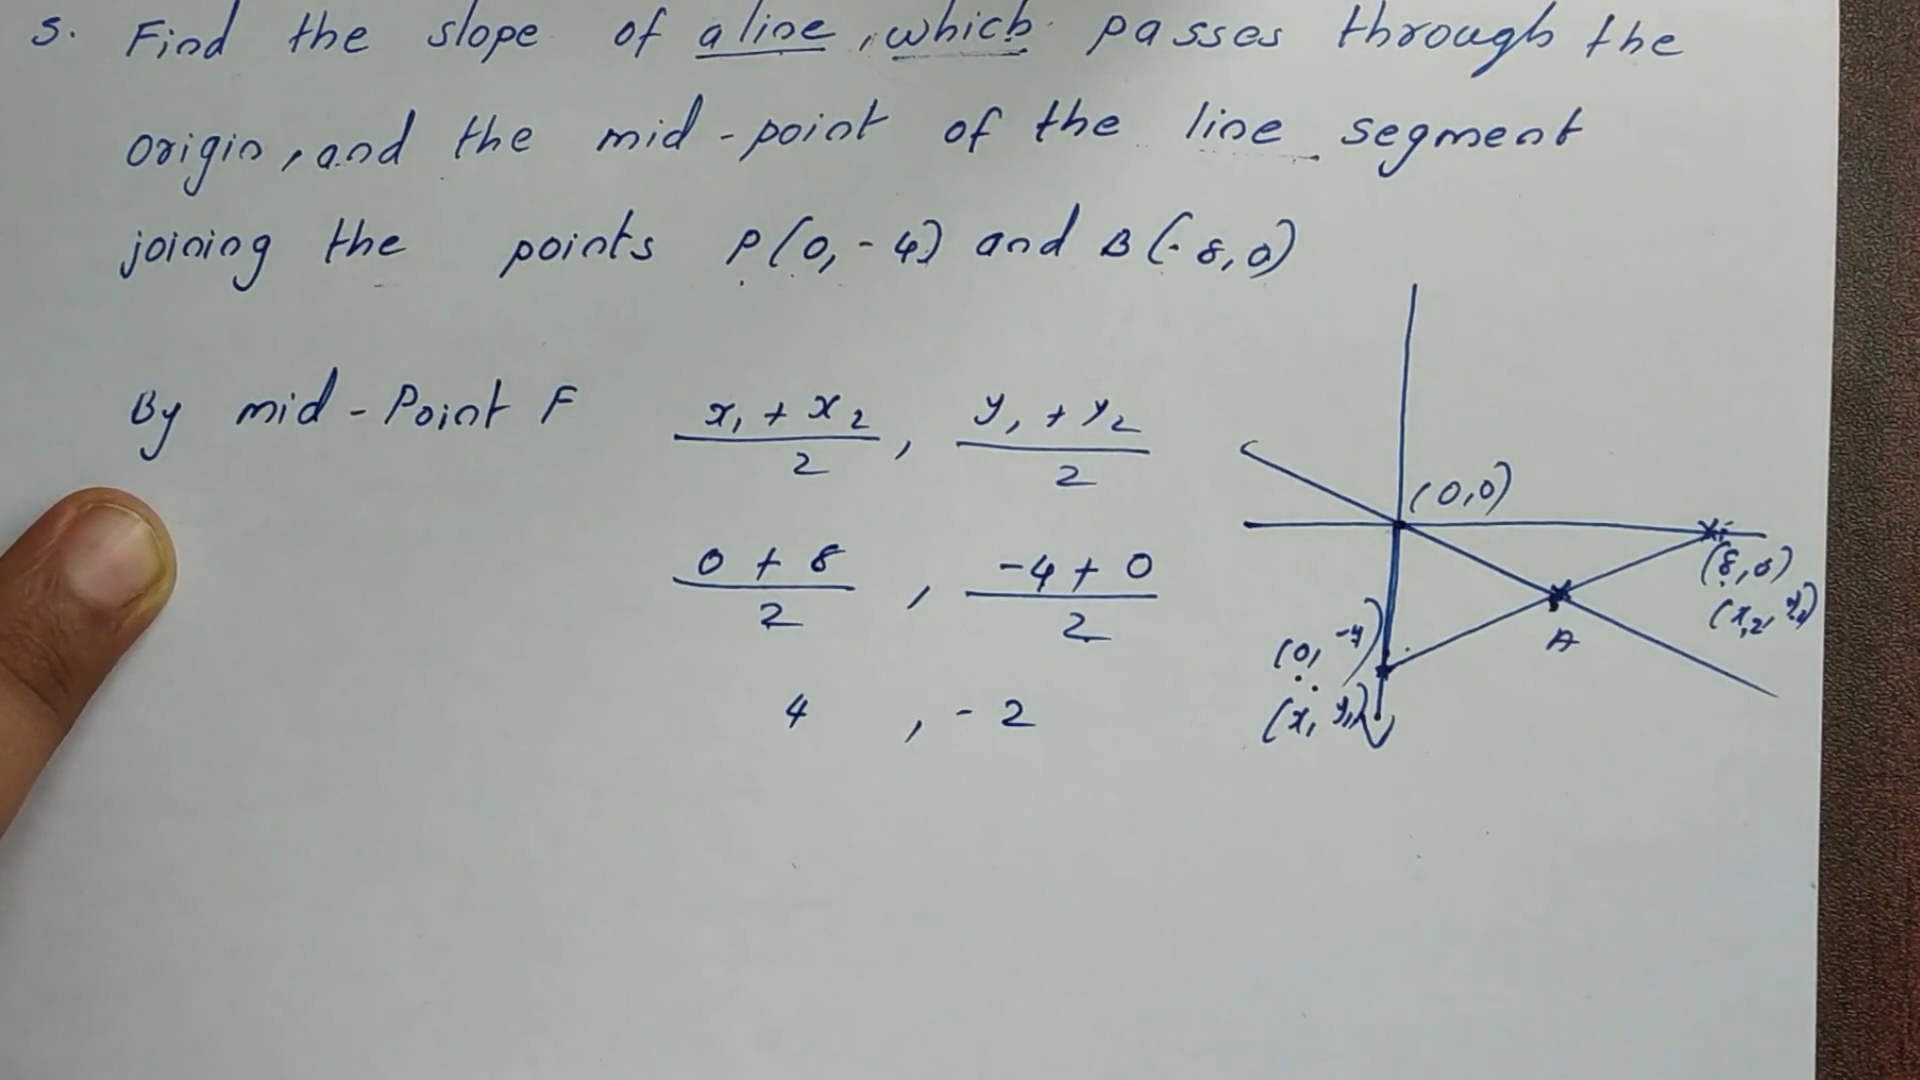 5. Find the slope of a line, which passes through the
origin, and the mid-point of the line segment
joining the points P(0,-4) and B(-8,0)
By mid-Point F x₁ + x₂ / 2 , y₁ + y₂ / 2
0 + 8 / 2 , -4 + 0 / 2
4 , -2
(0,0)
(8,0)
(x₂, y₂)
A
(0, -4)
(x₁ y₁)